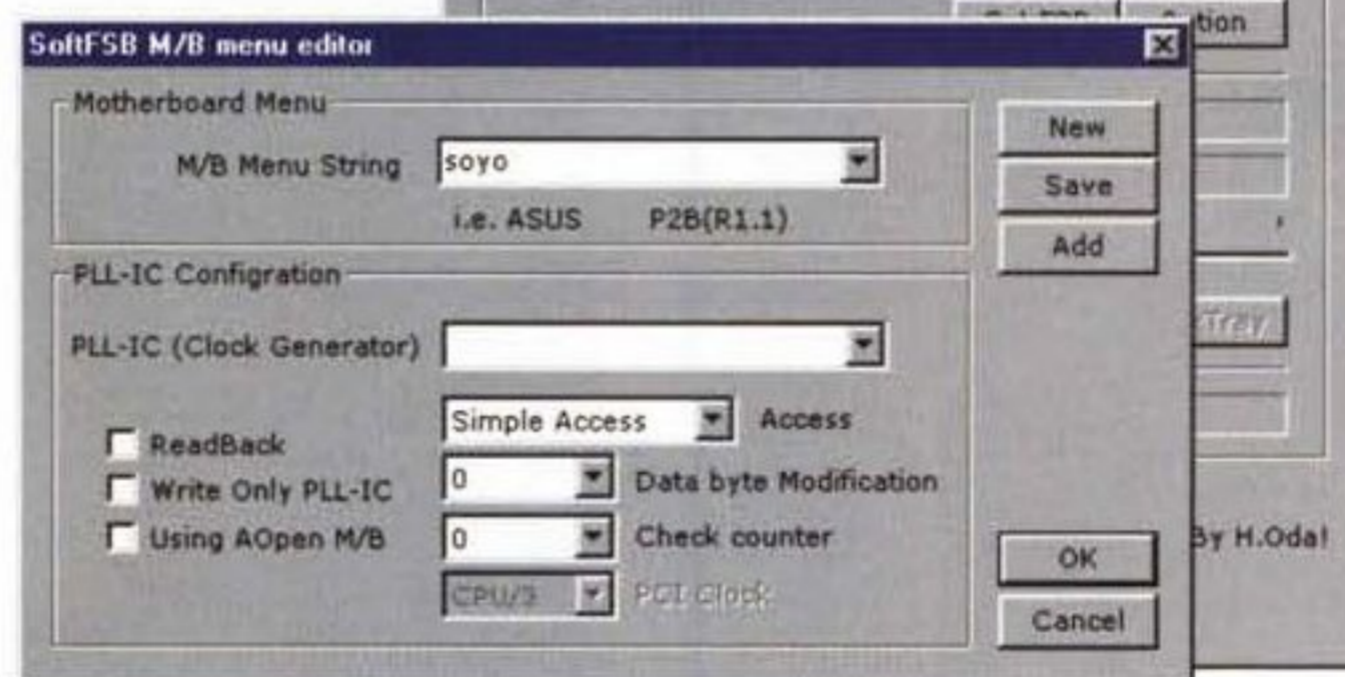 SoftFSB M/B menu editor
tion
Motherboard Menu
M/B Menu String
soyo
i.e. ASUS P2B(R1.1)
New
Save
Add
PLL-IC Configration
PLL-IC (Clock Generator)
Simple Access Access
ReadBack
0 Data byte Modification
Write Only PLL-IC
Using AOpen M/B
0 Check counter
CPU/3 PCI Clock
OK
Cancel
Tray
By H.Oda!